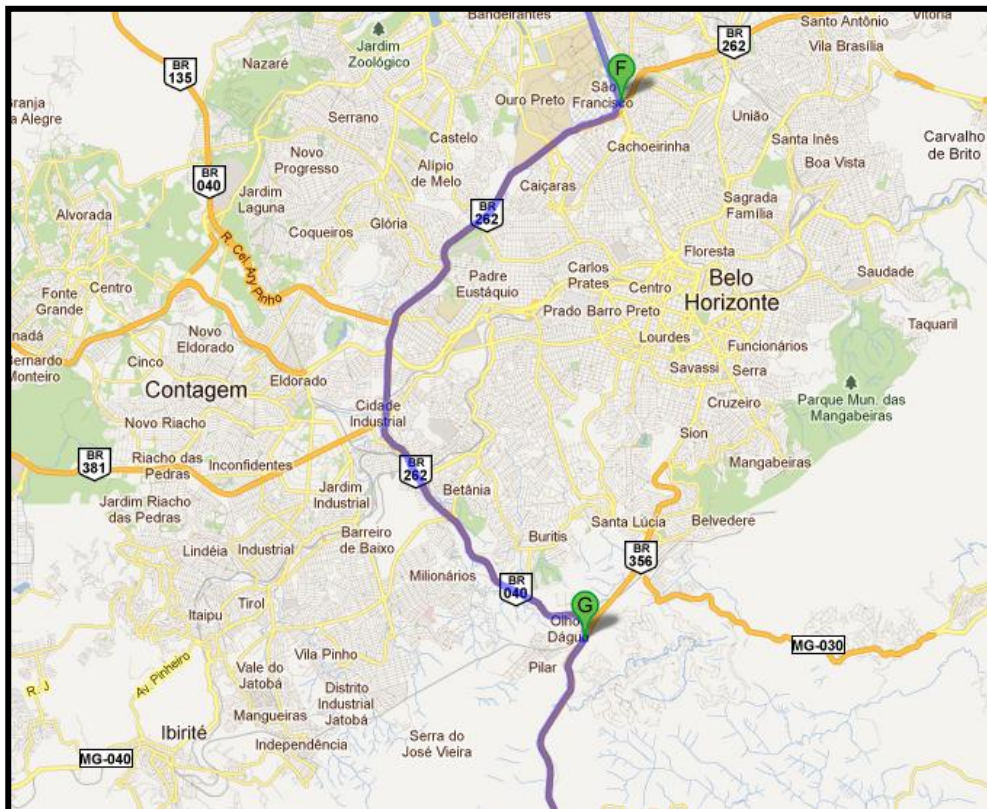 Bandeirantes
Santo Antônio
Vitória
BR
262
Vila Brasília
Jardim
Zoológico
Nazaré
BR
135
F
São
Francisco
Ouro Preto
União
Santa Inês
Carvalho
de Brito
Alegre
Serrano
Castelo
Cachoeirinha
Boa Vista
Novo
Progresso
Alípio
de Melo
BR
040
Jardim
Laguna
Caiçaras
Sagrada
Família
Alvorada
Glória
BR
262
Coqueiros
R. Cel. Ary Pinho
Floresta
Padre
Eustáquio
Carlos
Prates
Centro
Belo
Horizonte
Saudade
Fonte
Grande
Centro
Prado
Barro Preto
Taquaril
Novo
Eldorado
Lourdes
Funcionários
Bernardo
Monteiro
Cinco
Eldorado
Savassi
Serra
Contagem
Parque Mun. das
Mangabeiras
Cidade
Industrial
Cruzeiro
Novo Riacho
Sion
BR
381
Riacho das
Pedras
Inconfidentes
BR
262
Mangabeiras
Jardim
Industrial
Betânia
Jardim Riacho
das Pedras
Santa Lúcia
Belvedere
Barreiro
de Baixo
Buritis
Lindéia
Industrial
BR
356
Milionários
BR
040
Tirol
Itaipu
G
Olho
Dágua
MG-030
Vila Pinho
Pilar
Av. Pinheiro
Vale do
Jatobá
R. J
Distrito
Industrial
Jatobá
Mangueiras
Ibirité
Independência
Serra do
José Vieira
MG-040